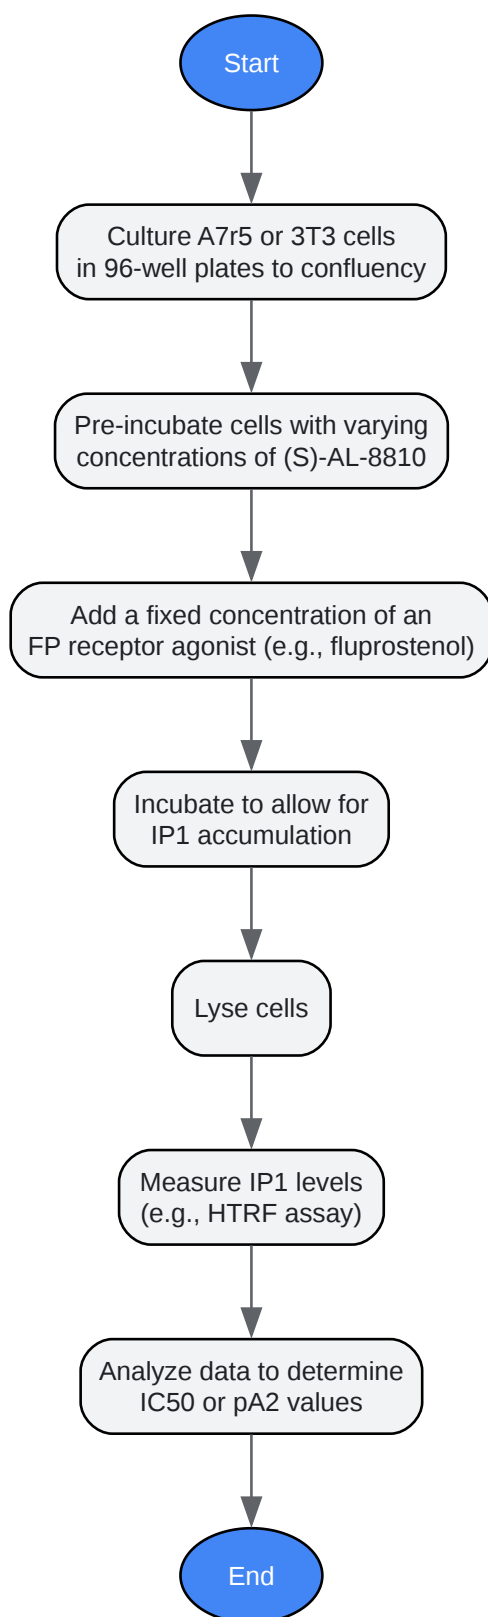 Start
Culture A7r5 or 3T3 cells
in 96-well plates to confluency
Pre-incubate cells with varying
concentrations of (S)-AL-8810
Add a fixed concentration of an
FP receptor agonist (e.g., fluprostenol)
Incubate to allow for
IP1 accumulation
Lyse cells
Measure IP1 levels
(e.g., HTRF assay)
Analyze data to determine
IC50 or pA2 values
End